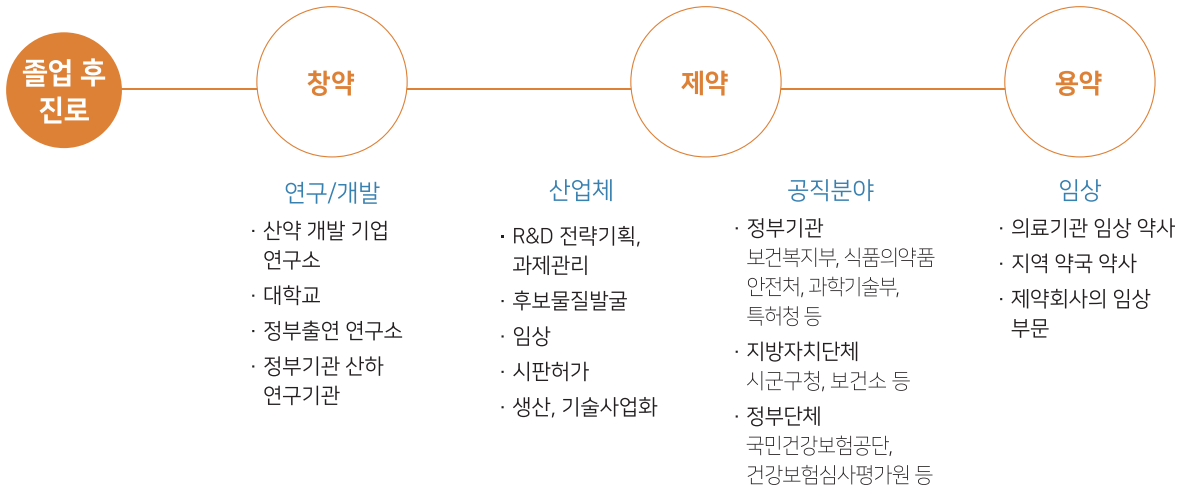 졸업 후
진로
창약
제약
용약
연구/개발
· 산약 개발 기업
연구소
· 대학교
· 정부출연 연구소
· 정부기관 산하
연구기관
산업체
· R&D 전략기획,
과제관리
· 후보물질발굴
· 임상
· 시판허가
· 생산, 기술사업화
공직분야
· 정부기관
보건복지부, 식품의약품
안전처, 과학기술부,
특허청 등
· 지방자치단체
시군구청, 보건소 등
· 정부단체
국민건강보험공단,
건강보험심사평가원 등
임상
· 의료기관 임상 약사
· 지역 약국 약사
· 제약회사의 임상
부문